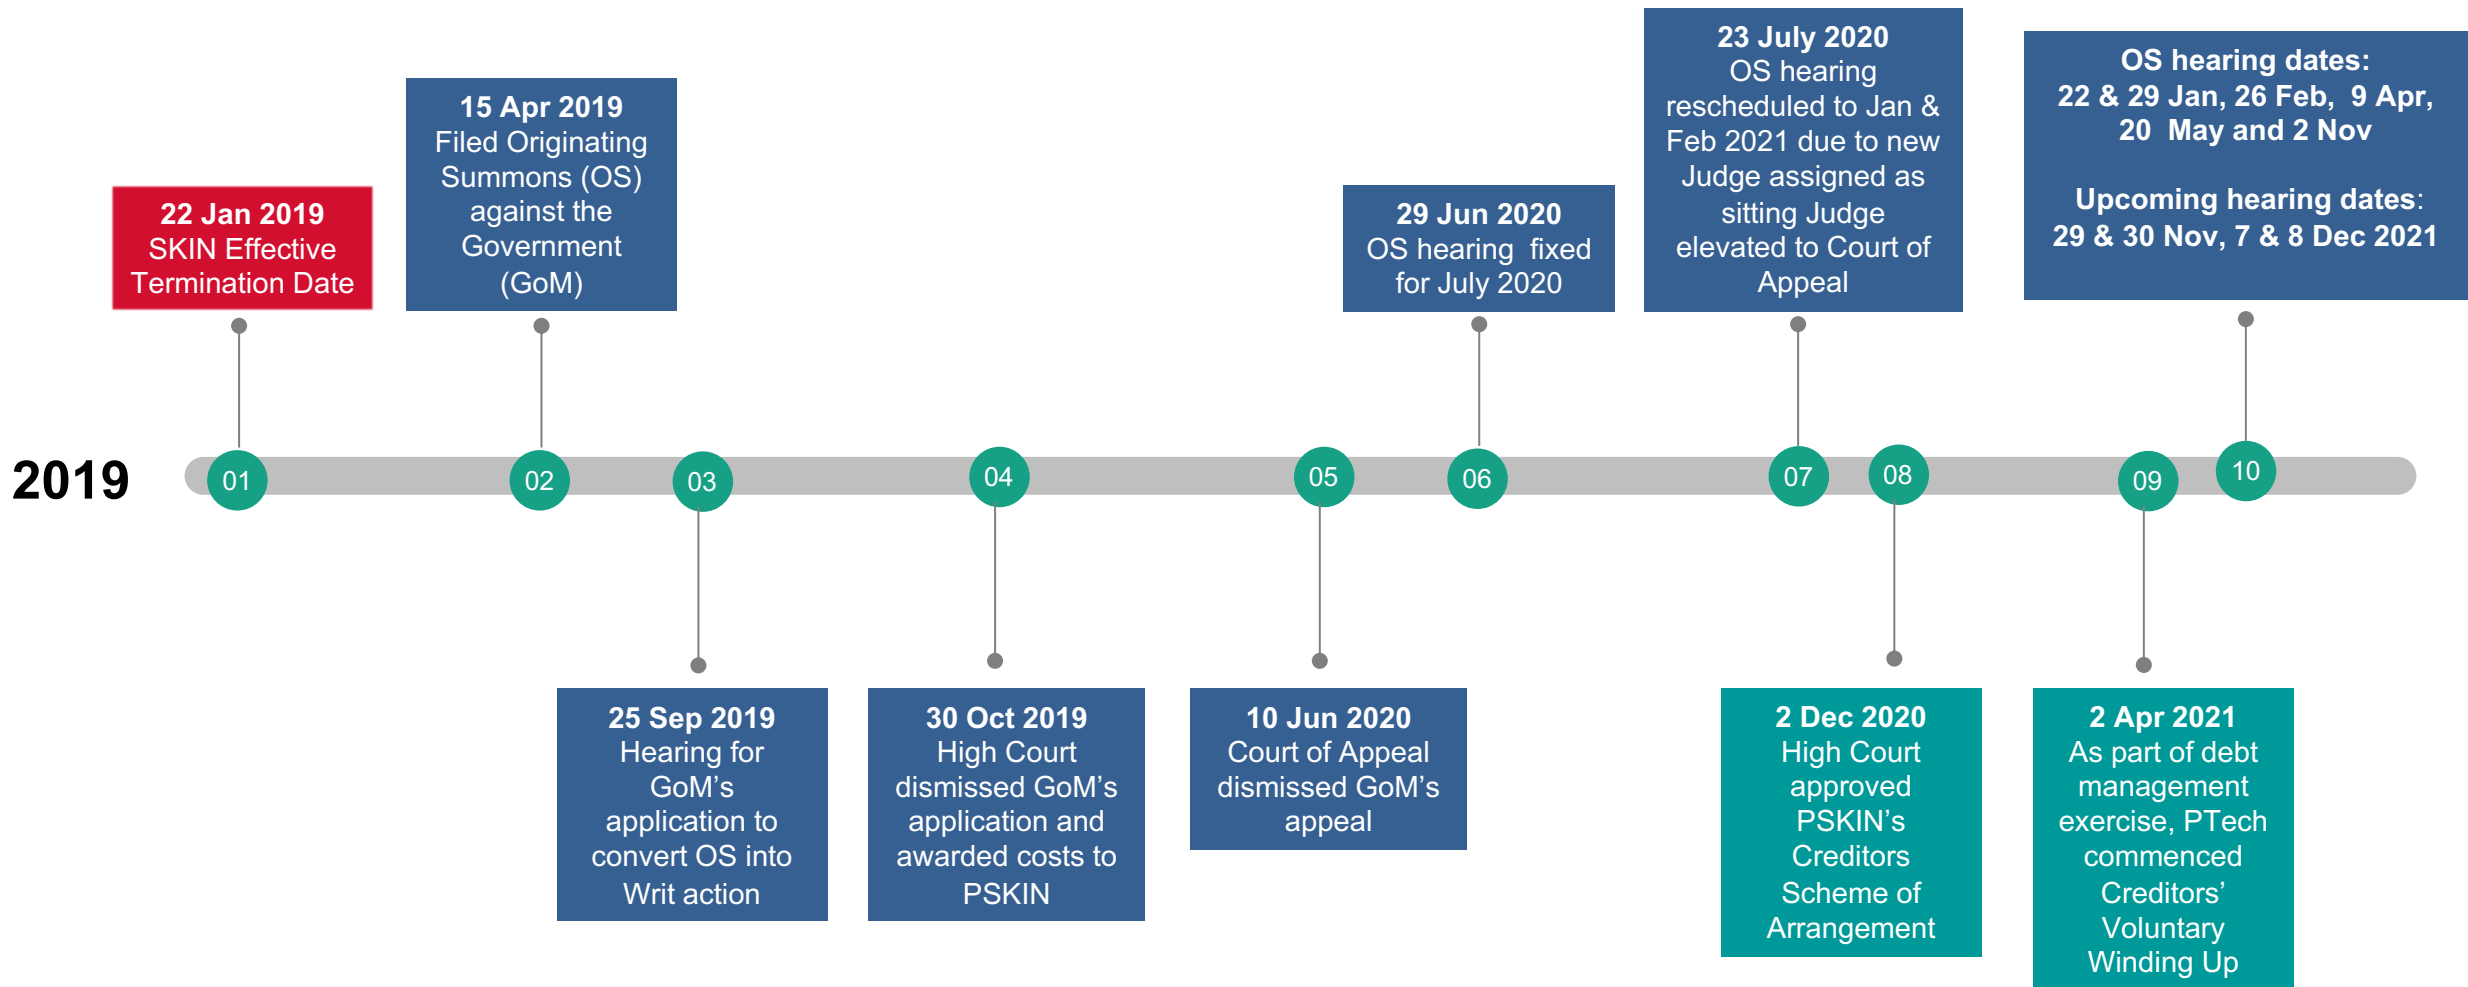 22 Jan 2019
SKIN Effective
Termination Date
15 Apr 2019
Filed Originating
Summons (OS)
against the
Government
(GoM)
29 Jun 2020
OS hearing  fixed
for July 2020
23 July 2020
OS hearing
rescheduled to Jan &
Feb 2021 due to new
Judge assigned as
sitting Judge
elevated to Court of
Appeal
OS hearing dates:
22 & 29 Jan, 26 Feb,  9 Apr,
20  May and 2 Nov
Upcoming hearing dates:
29 & 30 Nov, 7 & 8 Dec 2021
2019
01
02
03
04
05
06
07
08
09
10
25 Sep 2019
Hearing for
GoM’s
application to
convert OS into
Writ action
30 Oct 2019
High Court
dismissed GoM’s
application and
awarded costs to
PSKIN
10 Jun 2020
Court of Appeal
dismissed GoM’s
appeal
2 Dec 2020
High Court
approved
PSKIN’s
Creditors
Scheme of
Arrangement
2 Apr 2021
As part of debt
management
exercise, PTech
commenced
Creditors’
Voluntary
Winding Up